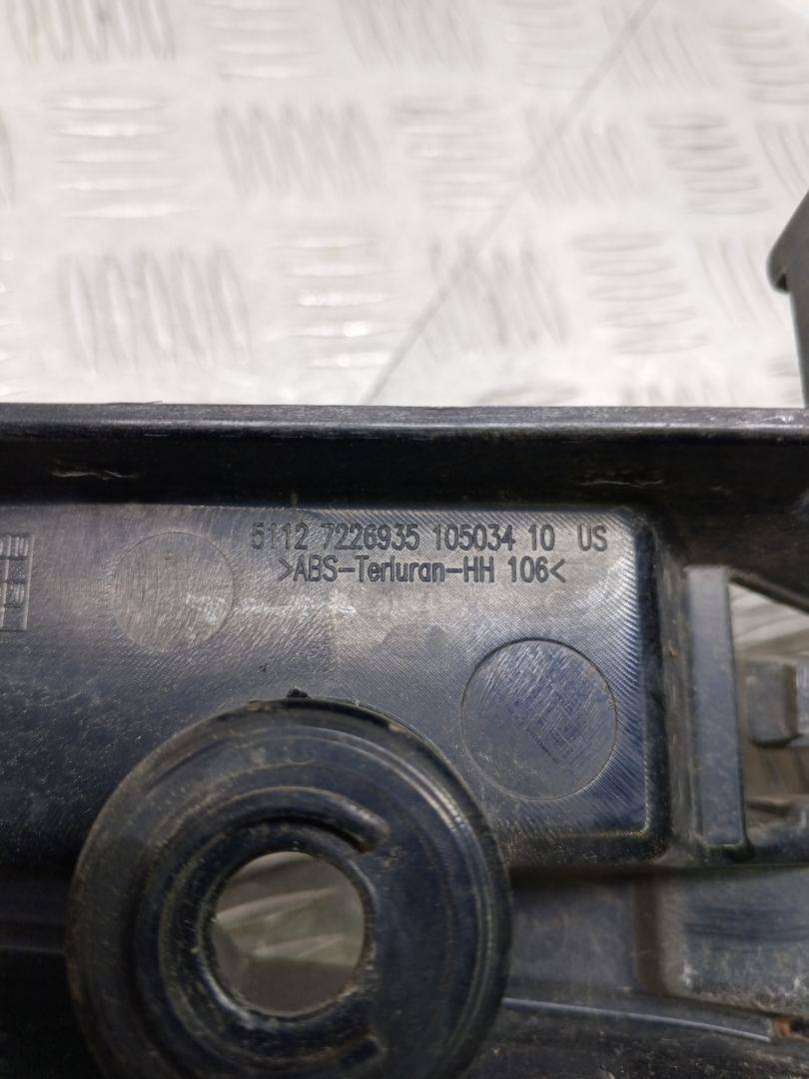 5112 7226935 105034 10 US
>ABS-Terluran-HH 106<